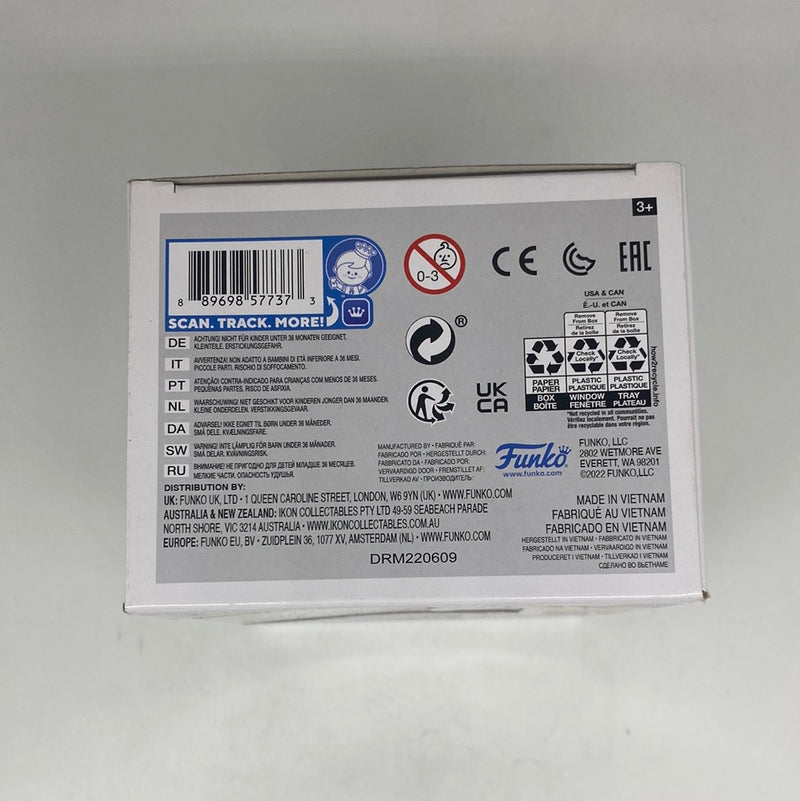 3+
8 89698 57737 3
SCAN. TRACK. MORE!
0-3
CE
EAC
®
UK
CA
USA & CAN
É.-U. et CAN
Remove From Box
Retirez de la boîte
Remove From Box
Retirez de la boîte
Check Locally*
Check Locally*
PAPER
PAPIER
PLASTIC
PLASTIQUE
PLASTIC
PLASTIQUE
BOX
BOÎTE
WINDOW
FENÊTRE
TRAY
PLATEAU
*Not recycled in all communities.
Vérifiez localement. Pourrait ne pas
être recyclable dans votre région.
how2recycle.info
DE ACHTUNG! NICHT FÜR KINDER UNTER 36 MONATEN GEEIGNET.
KLEINTEILE. ERSTICKUNGSGEFAHR.
IT AVVERTENZA! NON ADATTO A BAMBINI DI ETÀ INFERIORE A 36 MESI.
PICCOLE PARTI. RISCHIO DI SOFFOCAMENTO.
PT ATENÇÃO! CONTRA-INDICADO PARA CRIANÇAS COM MENOS DE 36 MESES.
PEQUENAS PARTES. RISCO DE ASFIXIA.
NL WAARSCHUWING! NIET GESCHIKT VOOR KINDEREN JONGER DAN 36 MAANDEN.
KLEINE ONDERDELEN. VERSTIKKINGSGEVAAR.
DA ADVARSEL! IKKE EGNET TIL BØRN UNDER 36 MÅNEDER.
SMÅ DELE. KVÆLNINGSFARE.
SW VARNING! INTE LÄMPLIG FÖR BARN UNDER 36 MÅNADER.
SMÅ DELAR. KVÄVNINGSRISK.
RU ВНИМАНИЕ! НЕ ПРИГОДНО ДЛЯ ДЕТЕЙ МЛАДШЕ 36 МЕСЯЦЕВ.
МЕЛКИЕ ЧАСТИ. ОПАСНОСТЬ УДУШЬЯ.
MANUFACTURED BY • FABRIQUÉ PAR:
FABRICADO POR • HERGESTELLT DURCH:
FABBRICATO DA • FABRICADO POR:
VERVAARDIGD DOOR • FREMSTILLET AF:
TILLVERKAD AV • ПРОИЗВОДИТЕЛЬ:
Funko
www.funko.com
FUNKO, LLC
2802 WETMORE AVE
EVERETT, WA 98201
©2022 FUNKO,LLC
DISTRIBUTION BY:
UK: FUNKO UK, LTD • 1 QUEEN CAROLINE STREET, LONDON, W6 9YN (UK) • WWW.FUNKO.COM
AUSTRALIA & NEW ZEALAND: IKON COLLECTABLES PTY LTD 49-59 SEABEACH PARADE
NORTH SHORE, VIC 3214 AUSTRALIA • WWW.IKONCOLLECTABLES.COM.AU
EUROPE: FUNKO EU, BV • ZUIDPLEIN 36, 1077 XV, AMSTERDAM (NL) • WWW.FUNKO.COM
DRM220609
MADE IN VIETNAM
FABRIQUÉ AU VIETNAM
FABRICADO EN VIETNAM
HERGESTELLT IN VIETNAM • FABBRICATO IN VIETNAM
FABRICADO NA VIETNAM • VERVAARDIGD IN VIETNAM
PRODUCERET I VIETNAM • TILLVERKAD I VIETNAM
СДЕЛАНО ВО ВЬЕТНАМЕ